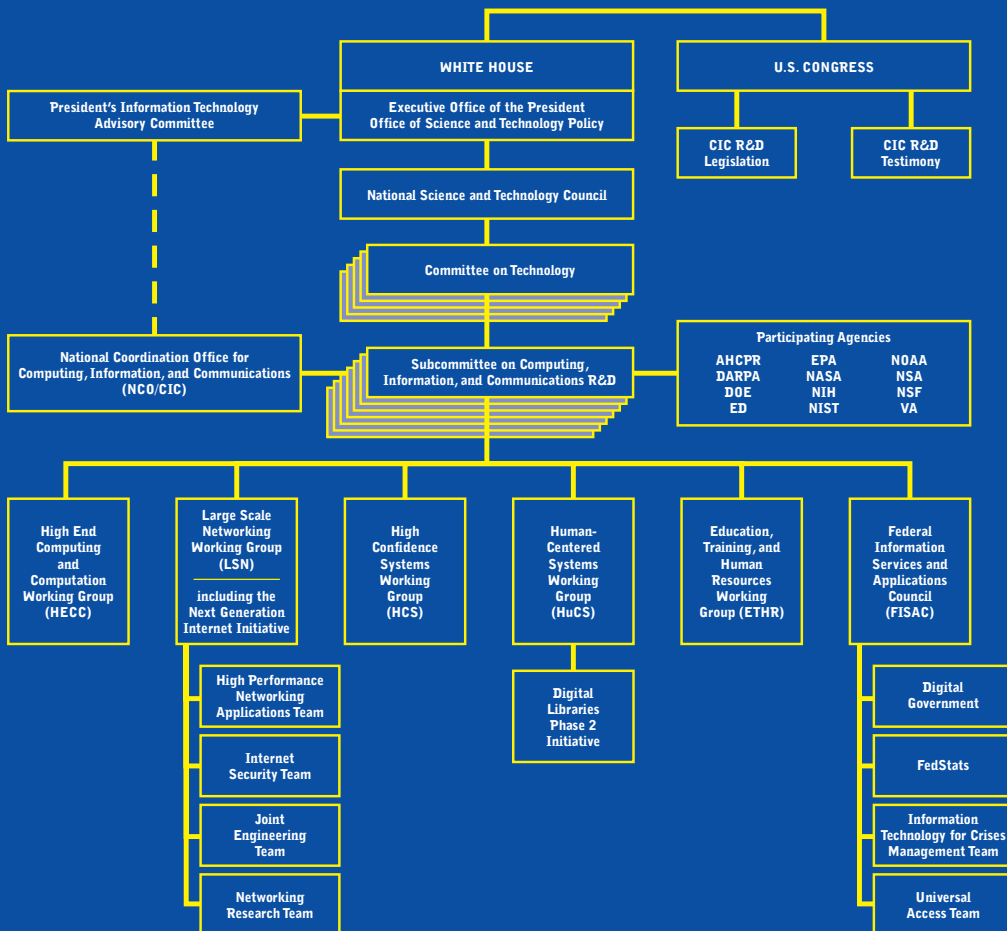 WHITE HOUSE
U.S. CONGRESS
President's Information Technology
Advisory Committee
Executive Office of the President
Office of Science and Technology Policy
CIC R&D
Legislation
CIC R&D
Testimony
National Science and Technology Council
Committee on Technology
National Coordination Office for
Computing, Information, and Communications
(NCO/CIC)
Subcommittee on Computing,
Information, and Communications R&D
Participating Agencies
AHCPR EPA NOAA
DARPA NASA NSA
DOE NIH NSF
ED NIST VA
High End
Computing
and
Computation
Working Group
(HECC)
Large Scale
Networking
Working Group
(LSN)
including the
Next Generation
Internet Initiative
High
Confidence
Systems
Working
Group
(HCS)
Human-
Centered
Systems
Working
Group
(HuCS)
Education,
Training, and
Human
Resources
Working
Group (ETHR)
Federal
Information
Services and
Applications
Council
(FISAC)
High Performance
Networking
Applications Team
Internet
Security Team
Joint
Engineering
Team
Networking
Research Team
Digital
Libraries
Phase 2
Initiative
Digital
Government
FedStats
Information
Technology for Crises
Management Team
Universal
Access Team